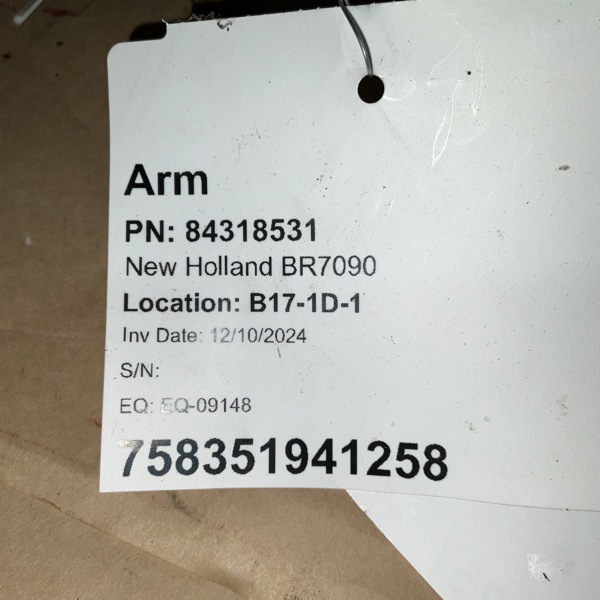 Arm
PN: 84318531
New Holland BR7090
Location: B17-1D-1
Inv Date: 12/10/2024
S/N:
EQ: EQ-09148
758351941258